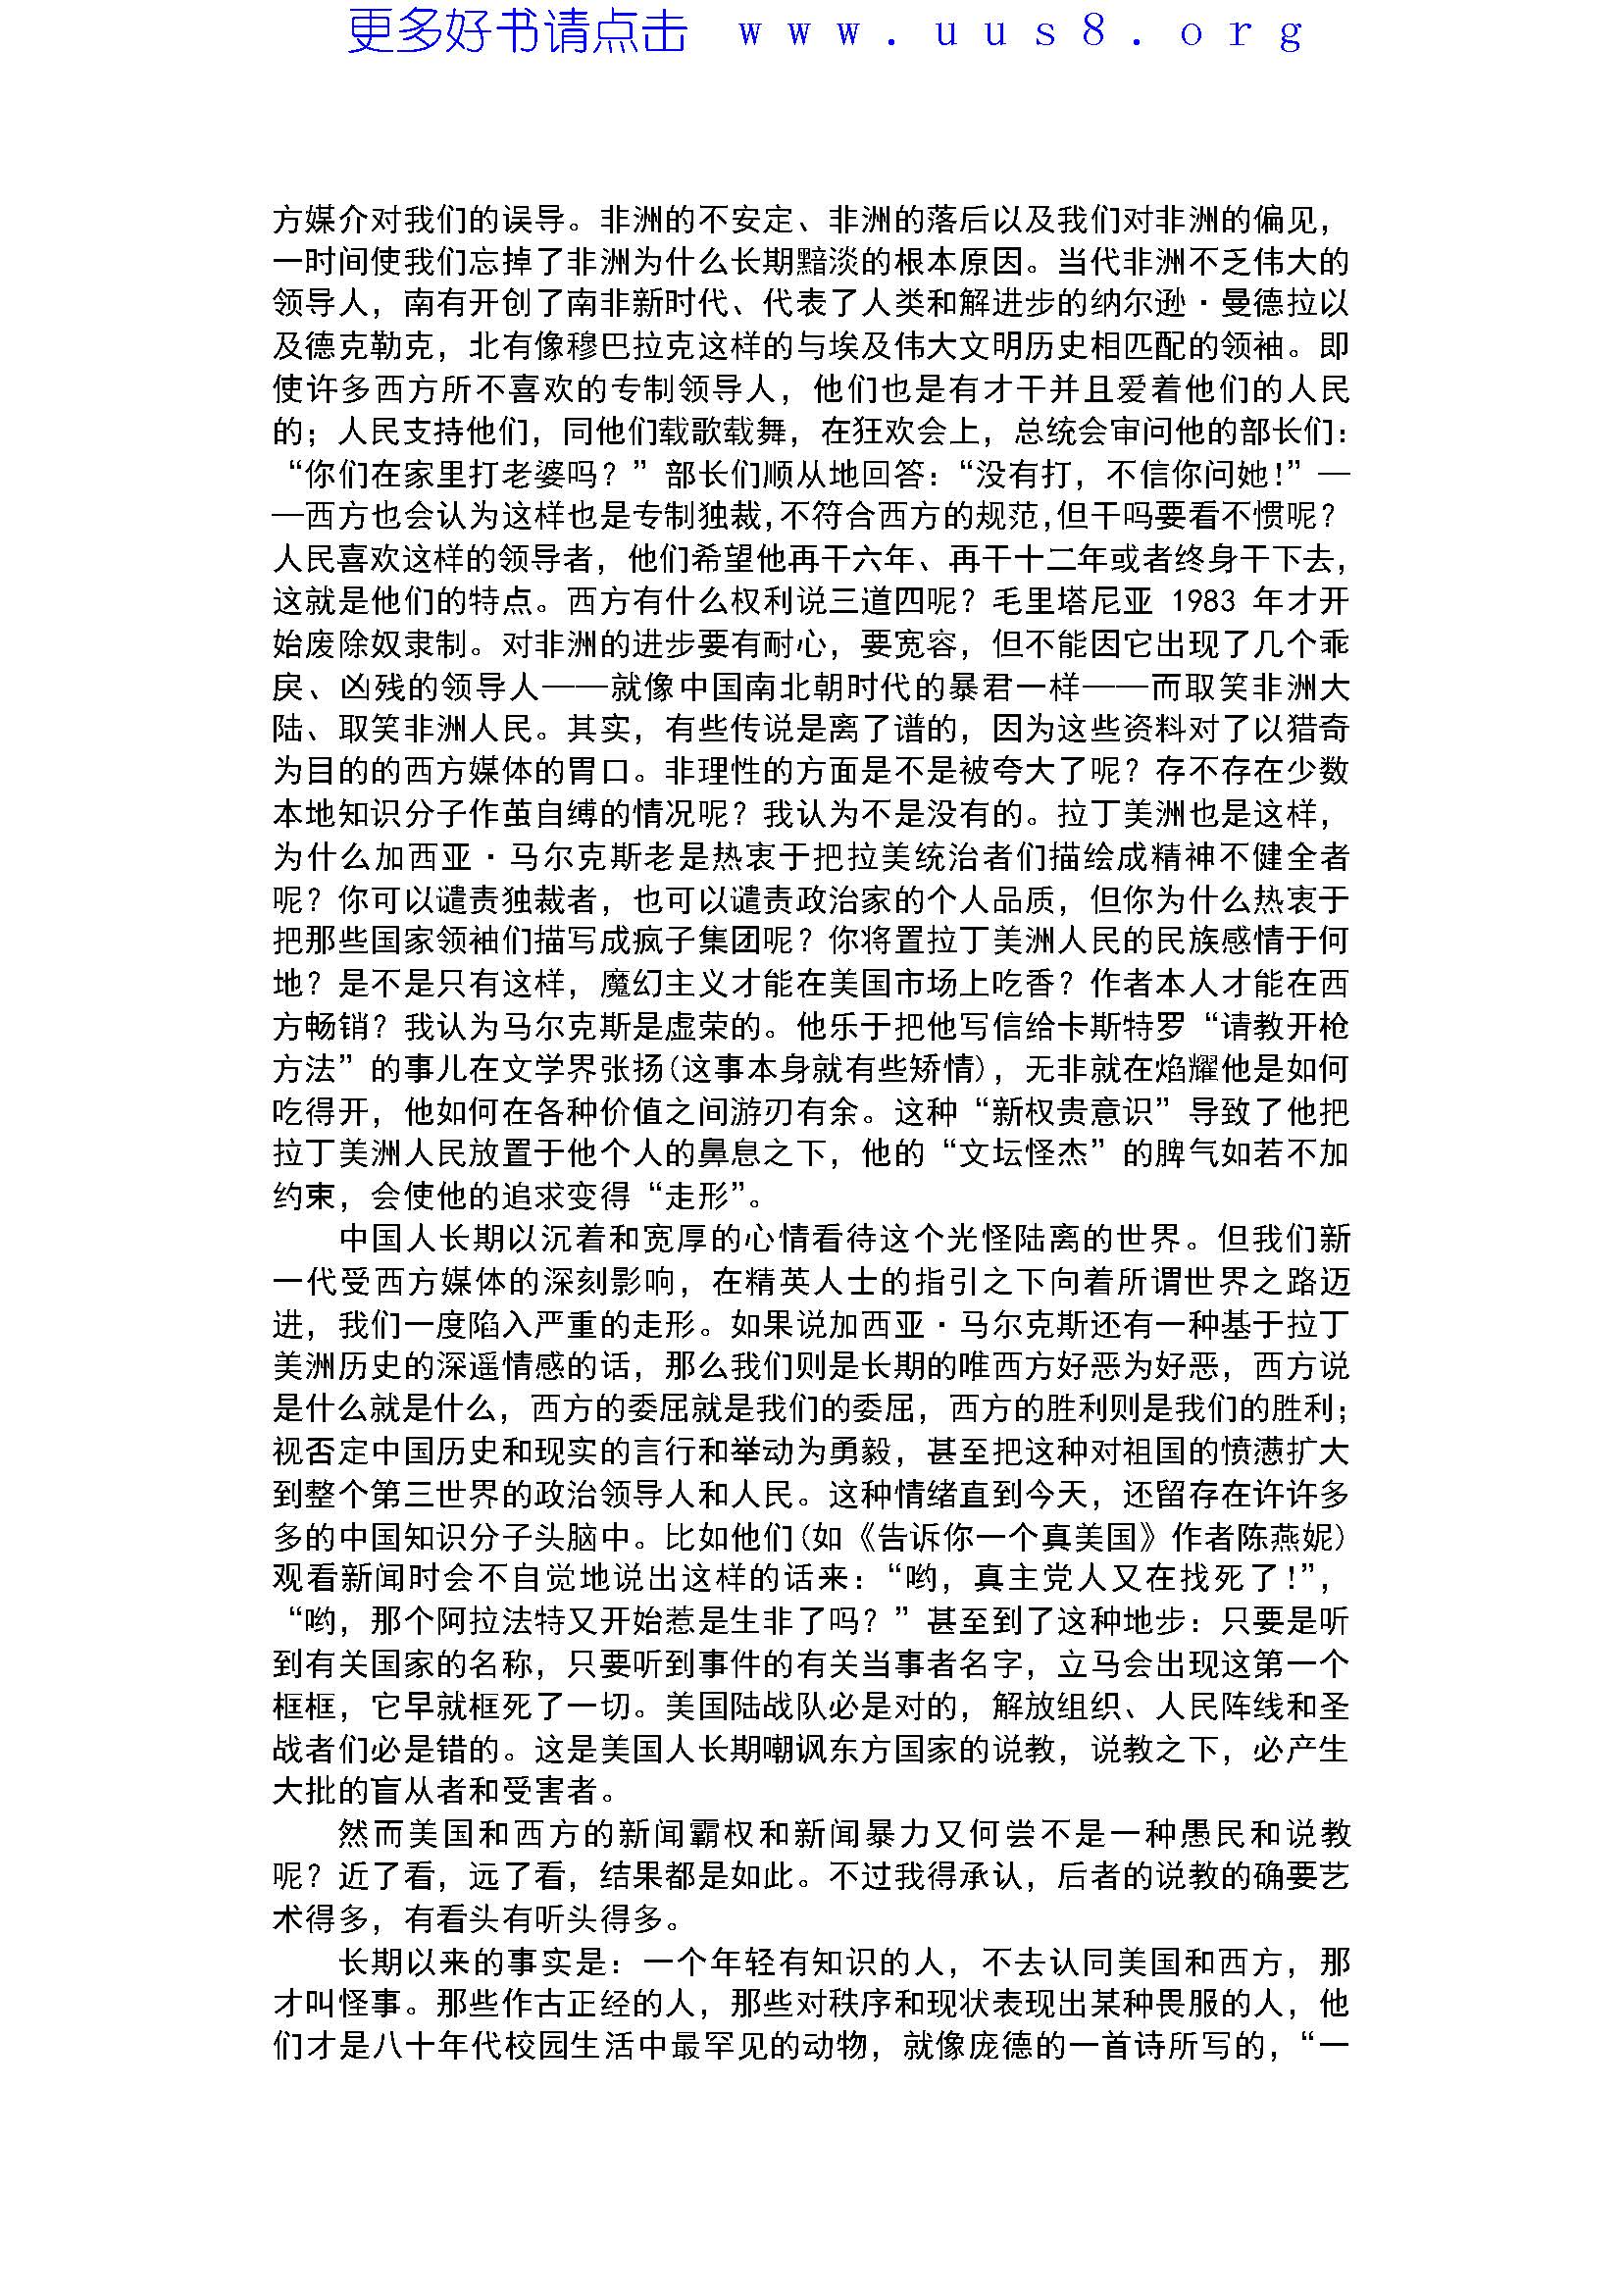 更多好书请点击 www.uus8.org
方媒介对我们的误导。非洲的不安定、非洲的落后以及我们对非洲的偏见，
一时间使我们忘掉了非洲为什么长期黯淡的根本原因。当代非洲不乏伟大的
领导人，南有开创了南非新时代、代表了人类和解进步的纳尔逊·曼德拉以
及德克勒克，北有像穆巴拉克这样的与埃及伟大文明历史相匹配的领袖。即
使许多西方所不喜欢的专制领导人，他们也是有才干并且爱着他们的人民
的；人民支持他们，同他们载歌载舞，在狂欢会上，总统会审问他的部长们：
“你们在家里打老婆吗？”部长们顺从地回答：“没有打，不信你问她！”—
—西方也会认为这样也是专制独裁,不符合西方的规范,但干吗要看不惯呢？
人民喜欢这样的领导者，他们希望他再干六年、再干十二年或者终身干下去，
这就是他们的特点。西方有什么权利说三道四呢？毛里塔尼亚 1983 年才开
始废除奴隶制。对非洲的进步要有耐心，要宽容，但不能因它出现了几个乖
戾、凶残的领导人——就像中国南北朝时代的暴君一样——而取笑非洲大
陆、取笑非洲人民。其实，有些传说是离了谱的，因为这些资料对了以猎奇
为目的的西方媒体的胃口。非理性的方面是不是被夸大了呢？存不存在少数
本地知识分子作茧自缚的情况呢？我认为不是没有的。拉丁美洲也是这样，
为什么加西亚·马尔克斯老是热衷于把拉美统治者们描绘成精神不健全者
呢？你可以谴责独裁者，也可以谴责政治家的个人品质，但你为什么热衷于
把那些国家领袖们描写成疯子集团呢？你将置拉丁美洲人民的民族感情于何
地？是不是只有这样，魔幻主义才能在美国市场上吃香？作者本人才能在西
方畅销？我认为马尔克斯是虚荣的。他乐于把他写信给卡斯特罗“请教开枪
方法”的事儿在文学界张扬(这事本身就有些矫情)，无非就在焰耀他是如何
吃得开，他如何在各种价值之间游刃有余。这种“新权贵意识”导致了他把
拉丁美洲人民放置于他个人的鼻息之下，他的“文坛怪杰”的脾气如若不加
约束，会使他的追求变得“走形”。
中国人长期以沉着和宽厚的心情看待这个光怪陆离的世界。但我们新
一代受西方媒体的深刻影响，在精英人士的指引之下向着所谓世界之路迈
进，我们一度陷入严重的走形。如果说加西亚·马尔克斯还有一种基于拉丁
美洲历史的深遥情感的话，那么我们则是长期的唯西方好恶为好恶，西方说
是什么就是什么，西方的委屈就是我们的委屈，西方的胜利则是我们的胜利；
视否定中国历史和现实的言行和举动为勇毅，甚至把这种对祖国的愤懑扩大
到整个第三世界的政治领导人和人民。这种情绪直到今天，还留存在许许多
多的中国知识分子头脑中。比如他们(如《告诉你一个真美国》作者陈燕妮)
观看新闻时会不自觉地说出这样的话来：“哟，真主党人又在找死了！”，
“哟，那个阿拉法特又开始惹是生非了吗？”甚至到了这种地步：只要是听
到有关国家的名称，只要听到事件的有关当事者名字，立马会出现这第一个
框框，它早就框死了一切。美国陆战队必是对的，解放组织、人民阵线和圣
战者们必是错的。这是美国人长期嘲讽东方国家的说教，说教之下，必产生
大批的盲从者和受害者。
然而美国和西方的新闻霸权和新闻暴力又何尝不是一种愚民和说教
呢？近了看，远了看，结果都是如此。不过我得承认，后者的说教的确要艺
术得多，有看头有听头得多。
长期以来的事实是：一个年轻有知识的人，不去认同美国和西方，那
才叫怪事。那些作古正经的人，那些对秩序和现状表现出某种畏服的人，他
们才是八十年代校园生活中最罕见的动物，就像庞德的一首诗所写的，“一